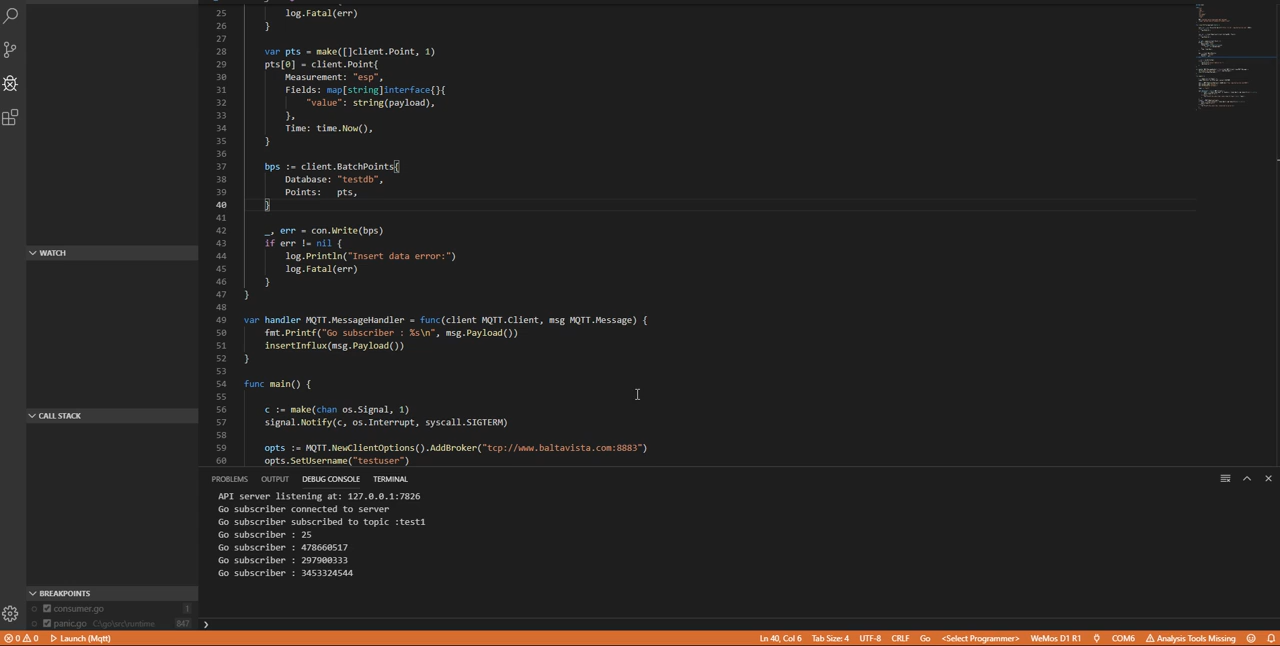 25 log.Fatal(err)
26 }
27
28 var pts = make([]client.Point, 1)
29 pts[0] = client.Point{
30 Measurement: "esp",
31 Fields: map[string]interface{}{
32 "value": string(payload),
33 },
34 Time: time.Now(),
35 }
36
37 bps := client.BatchPoints{
38 Database: "testdb",
39 Points: pts,
40 }
41
42 _, err = con.Write(bps)
43 if err != nil {
44 log.Println("Insert data error:")
45 log.Fatal(err)
46 }
47 }
48
49 var handler MQTT.MessageHandler = func(client MQTT.Client, msg MQTT.Message) {
50 fmt.Printf("Go subscriber : %s\n", msg.Payload())
51 insertInflux(msg.Payload())
52 }
53
54 func main() {
55
56 c := make(chan os.Signal, 1)
57 signal.Notify(c, os.Interrupt, syscall.SIGTERM)
58
59 opts := MQTT.NewClientOptions().AddBroker("tcp://www.baltavista.com:8883")
60 opts.SetUsername("testuser")
WATCH
CALL STACK
BREAKPOINTS
consumer.go 1
panic.go C:\go\src\runtime 847
PROBLEMS OUTPUT DEBUG CONSOLE TERMINAL
API server listening at: 127.0.0.1:7826
Go subscriber connected to server
Go subscriber subscribed to topic :test1
Go subscriber : 25
Go subscriber : 478660517
Go subscriber : 297900333
Go subscriber : 3453324544
0 0 Launch (Mqtt) Ln 40, Col 6 Tab Size: 4 UTF-8 CRLF Go <Select Programmer> WeMos D1 R1 COM6 Analysis Tools Missing